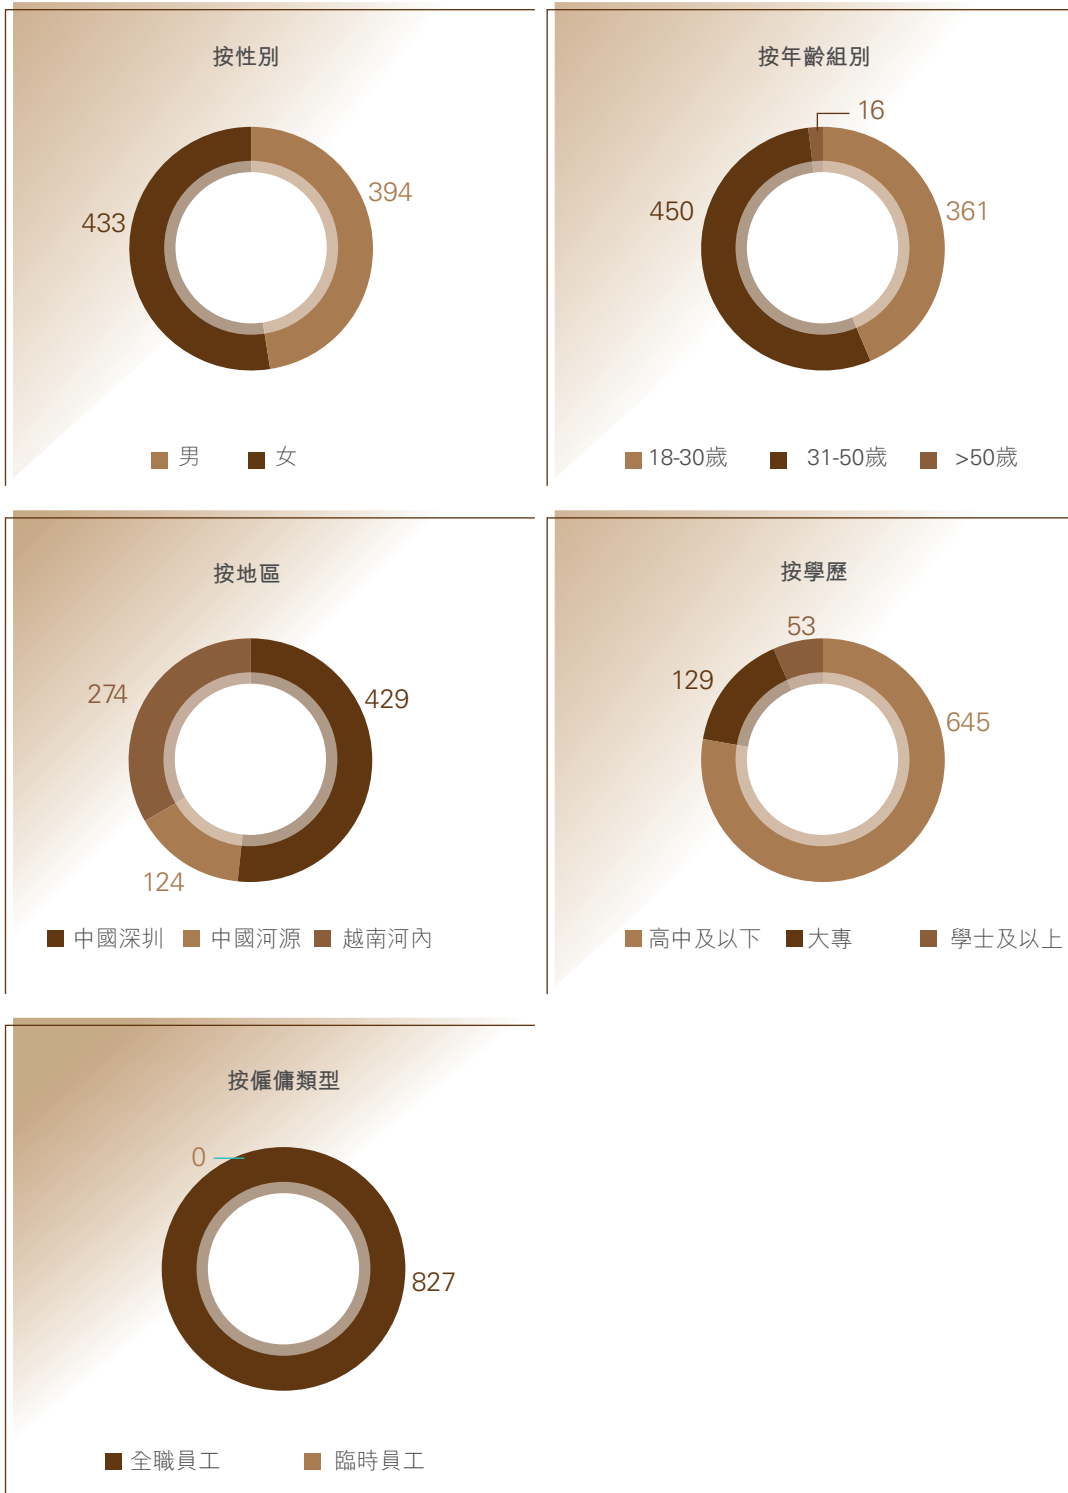 按性別
394
433
男 女
按年齡組別
16
450
361
18-30歲 31-50歲 >50歲
按地區
274
429
124
中國深圳 中國河源 越南河內
按學歷
53
129
645
高中及以下 大專 學士及以上
按僱傭類型
0
827
全職員工 臨時員工